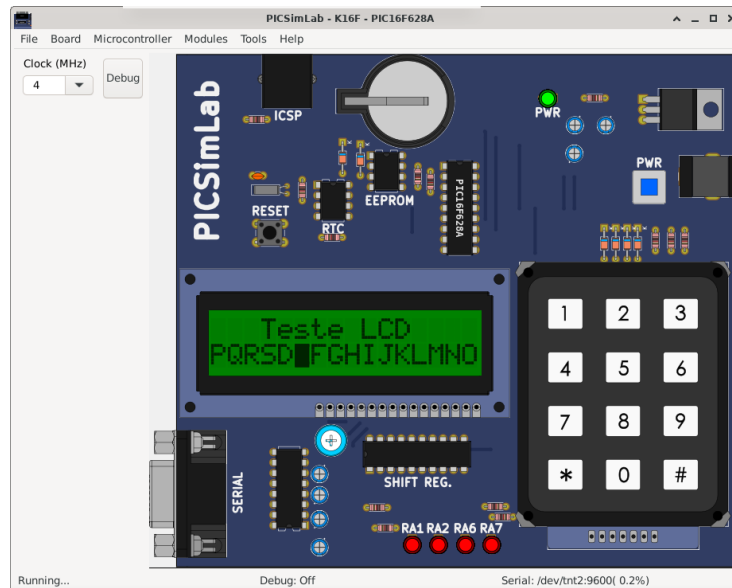 PICSimLab - K16F - PIC16F628A
File Board Microcontroller Modules Tools Help
Clock (MHz)
4
Debug
PICSimLab
ICSP
PWR
PWR
EEPROM
PIC16F628A
RESET
RTC
Teste LCD
PQRSD█FGHIJKLMNO
1 2 3
4 5 6
7 8 9
* 0 #
SERIAL
SHIFT REG.
RA1 RA2 RA6 RA7
Running... Debug: Off Serial: /dev/tnt2:9600( 0.2%)